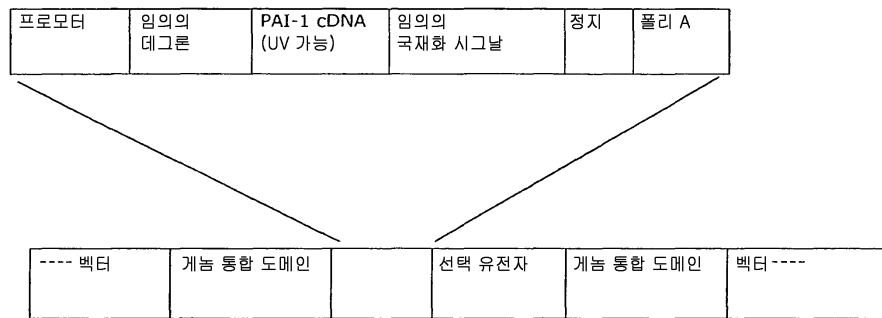 프로모터
임의의
데그론
PAI-1 cDNA
(UV 가능)
임의의
국재화 시그날
정지
폴리 A
---- 벡터
게놈 통합 도메인
선택 유전자
게놈 통합 도메인
벡터----